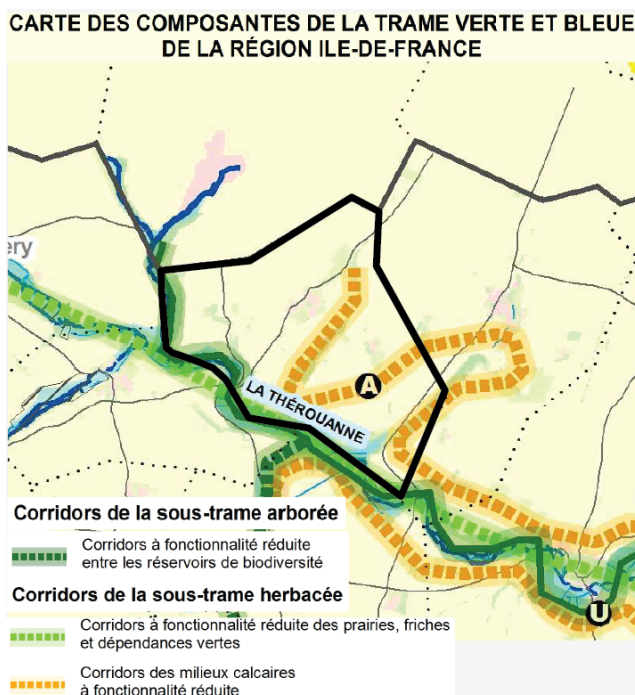 CARTE DES COMPOSANTES DE LA TRAME VERTE ET BLEUE
DE LA RÉGION ILE-DE-FRANCE
ery
A
LA THÉROUANNE
U
Corridors de la sous-trame arborée
Corridors à fonctionnalité réduite
entre les réservoirs de biodiversité
Corridors de la sous-trame herbacée
Corridors à fonctionnalité réduite des prairies, friches
et dépendances vertes
Corridors des milieux calcaires
à fonctionnalité réduite